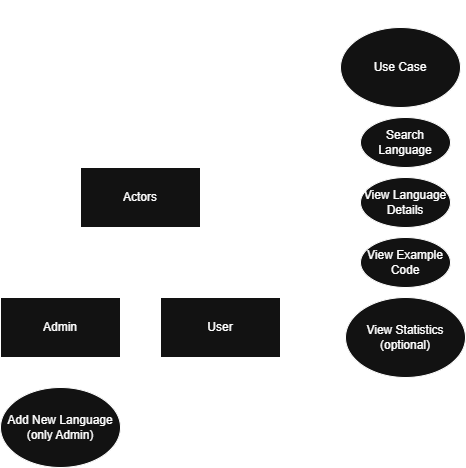 Use Case
Search
Language
View Language
Details
Actors
View Example
Code
Admin
User
View Statistics
(optional)
Add New Language
(only Admin)